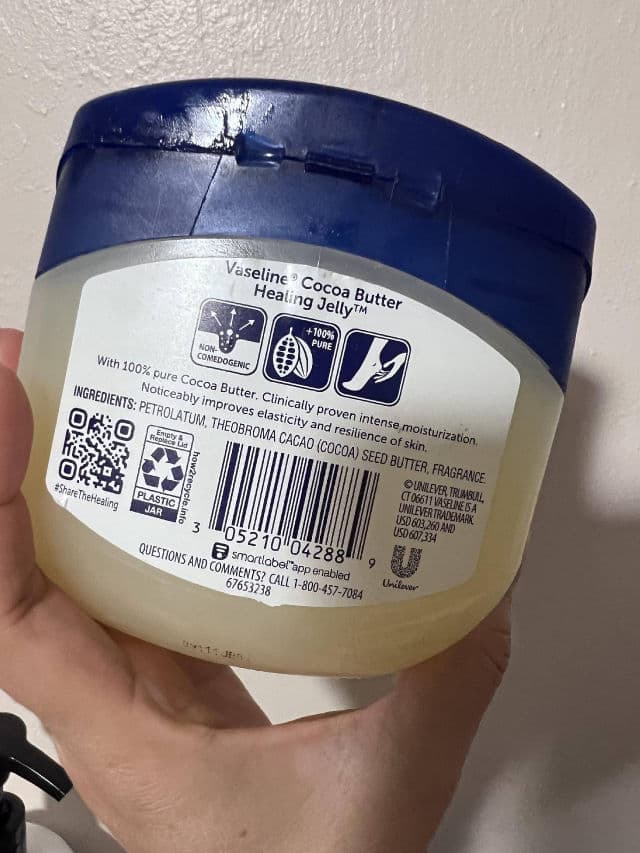 Vaseline® Cocoa Butter
Healing Jelly™
NON-
COMEDOGENIC
+100%
PURE
With 100% pure Cocoa Butter. Clinically proven intense moisturization.
Noticeably improves elasticity and resilience of skin.
INGREDIENTS: PETROLATUM, THEOBROMA CACAO (COCOA) SEED BUTTER, FRAGRANCE.
#ShareTheHealing
Empty &
Replace Lid
PLASTIC
JAR
how2recycle.info
3 05210 04288 9
smartlabel™ app enabled
QUESTIONS AND COMMENTS? CALL 1-800-457-7084
67653238
© UNILEVER, TRUMBULL,
CT 06611 VASELINE IS A
UNILEVER TRADEMARK
USD 603,260 AND
USD 607,334
Unilever